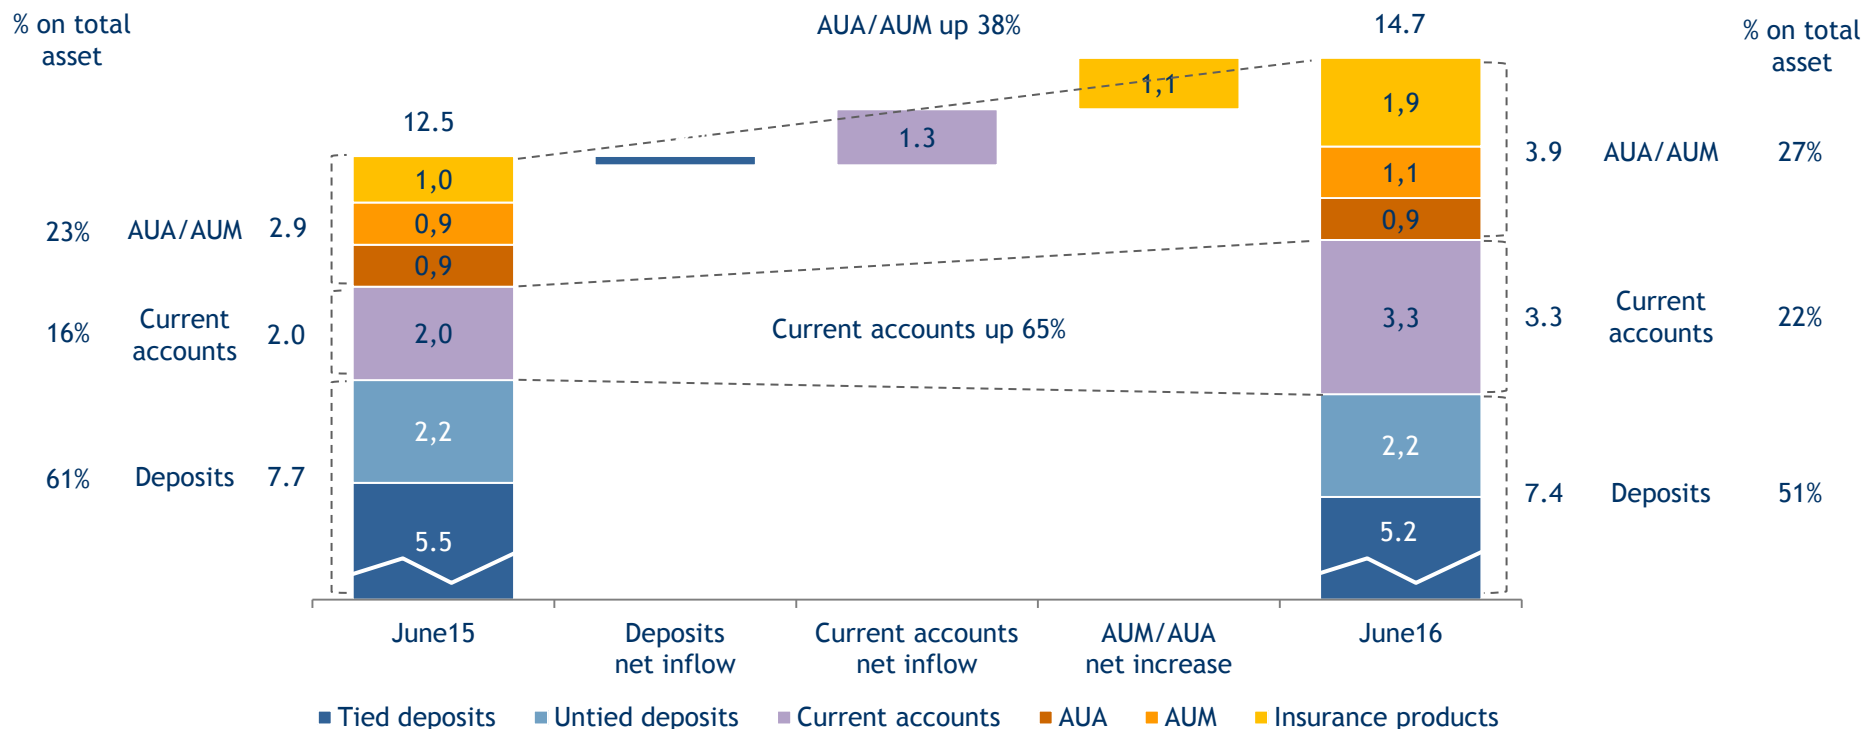 % on total
asset
AUA/AUM up 38%
14.7
% on total
asset
12.5
1,1
1.3
1,9
1,1
0,9
3,3
2,2
5.2
1,0
0,9
0,9
2,0
2,2
5.5
23%
AUA/AUM
2.9
16%
Current
accounts
2.0
61%
Deposits
7.7
Current accounts up 65%
3.9
AUA/AUM
27%
3.3
Current
accounts
22%
7.4
Deposits
51%
June15
Deposits
net inflow
Current accounts
net inflow
AUM/AUA
net increase
June16
Tied deposits
Untied deposits
Current accounts
AUA
AUM
Insurance products